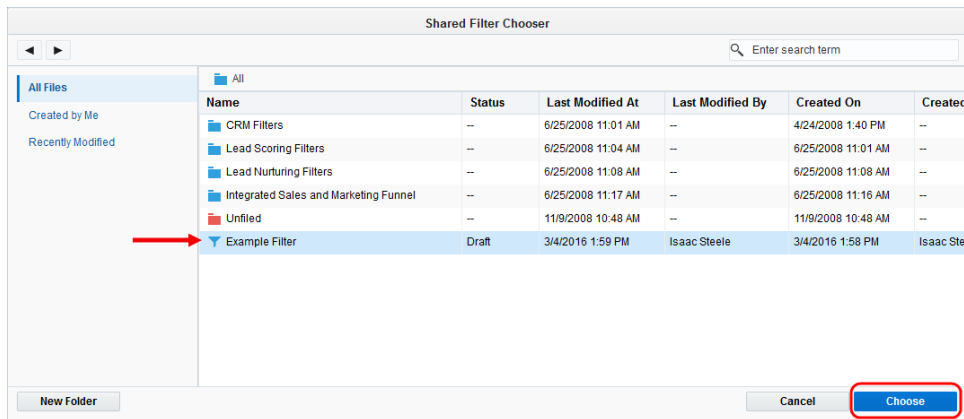 Shared Filter Chooser
Enter search term
All Files
Created by Me
Recently Modified
All
Name Status Last Modified At Last Modified By Created On Created
CRM Filters -- 6/25/2008 11:01 AM -- 4/24/2008 1:40 PM --
Lead Scoring Filters -- 6/25/2008 11:04 AM -- 6/25/2008 11:01 AM --
Lead Nurturing Filters -- 6/25/2008 11:08 AM -- 6/25/2008 11:08 AM --
Integrated Sales and Marketing Funnel -- 6/25/2008 11:17 AM -- 6/25/2008 11:16 AM --
Unfiled -- 11/9/2008 10:48 AM -- 11/9/2008 10:48 AM --
Example Filter Draft 3/4/2016 1:59 PM Isaac Steele 3/4/2016 1:58 PM Isaac Ste
New Folder Cancel Choose